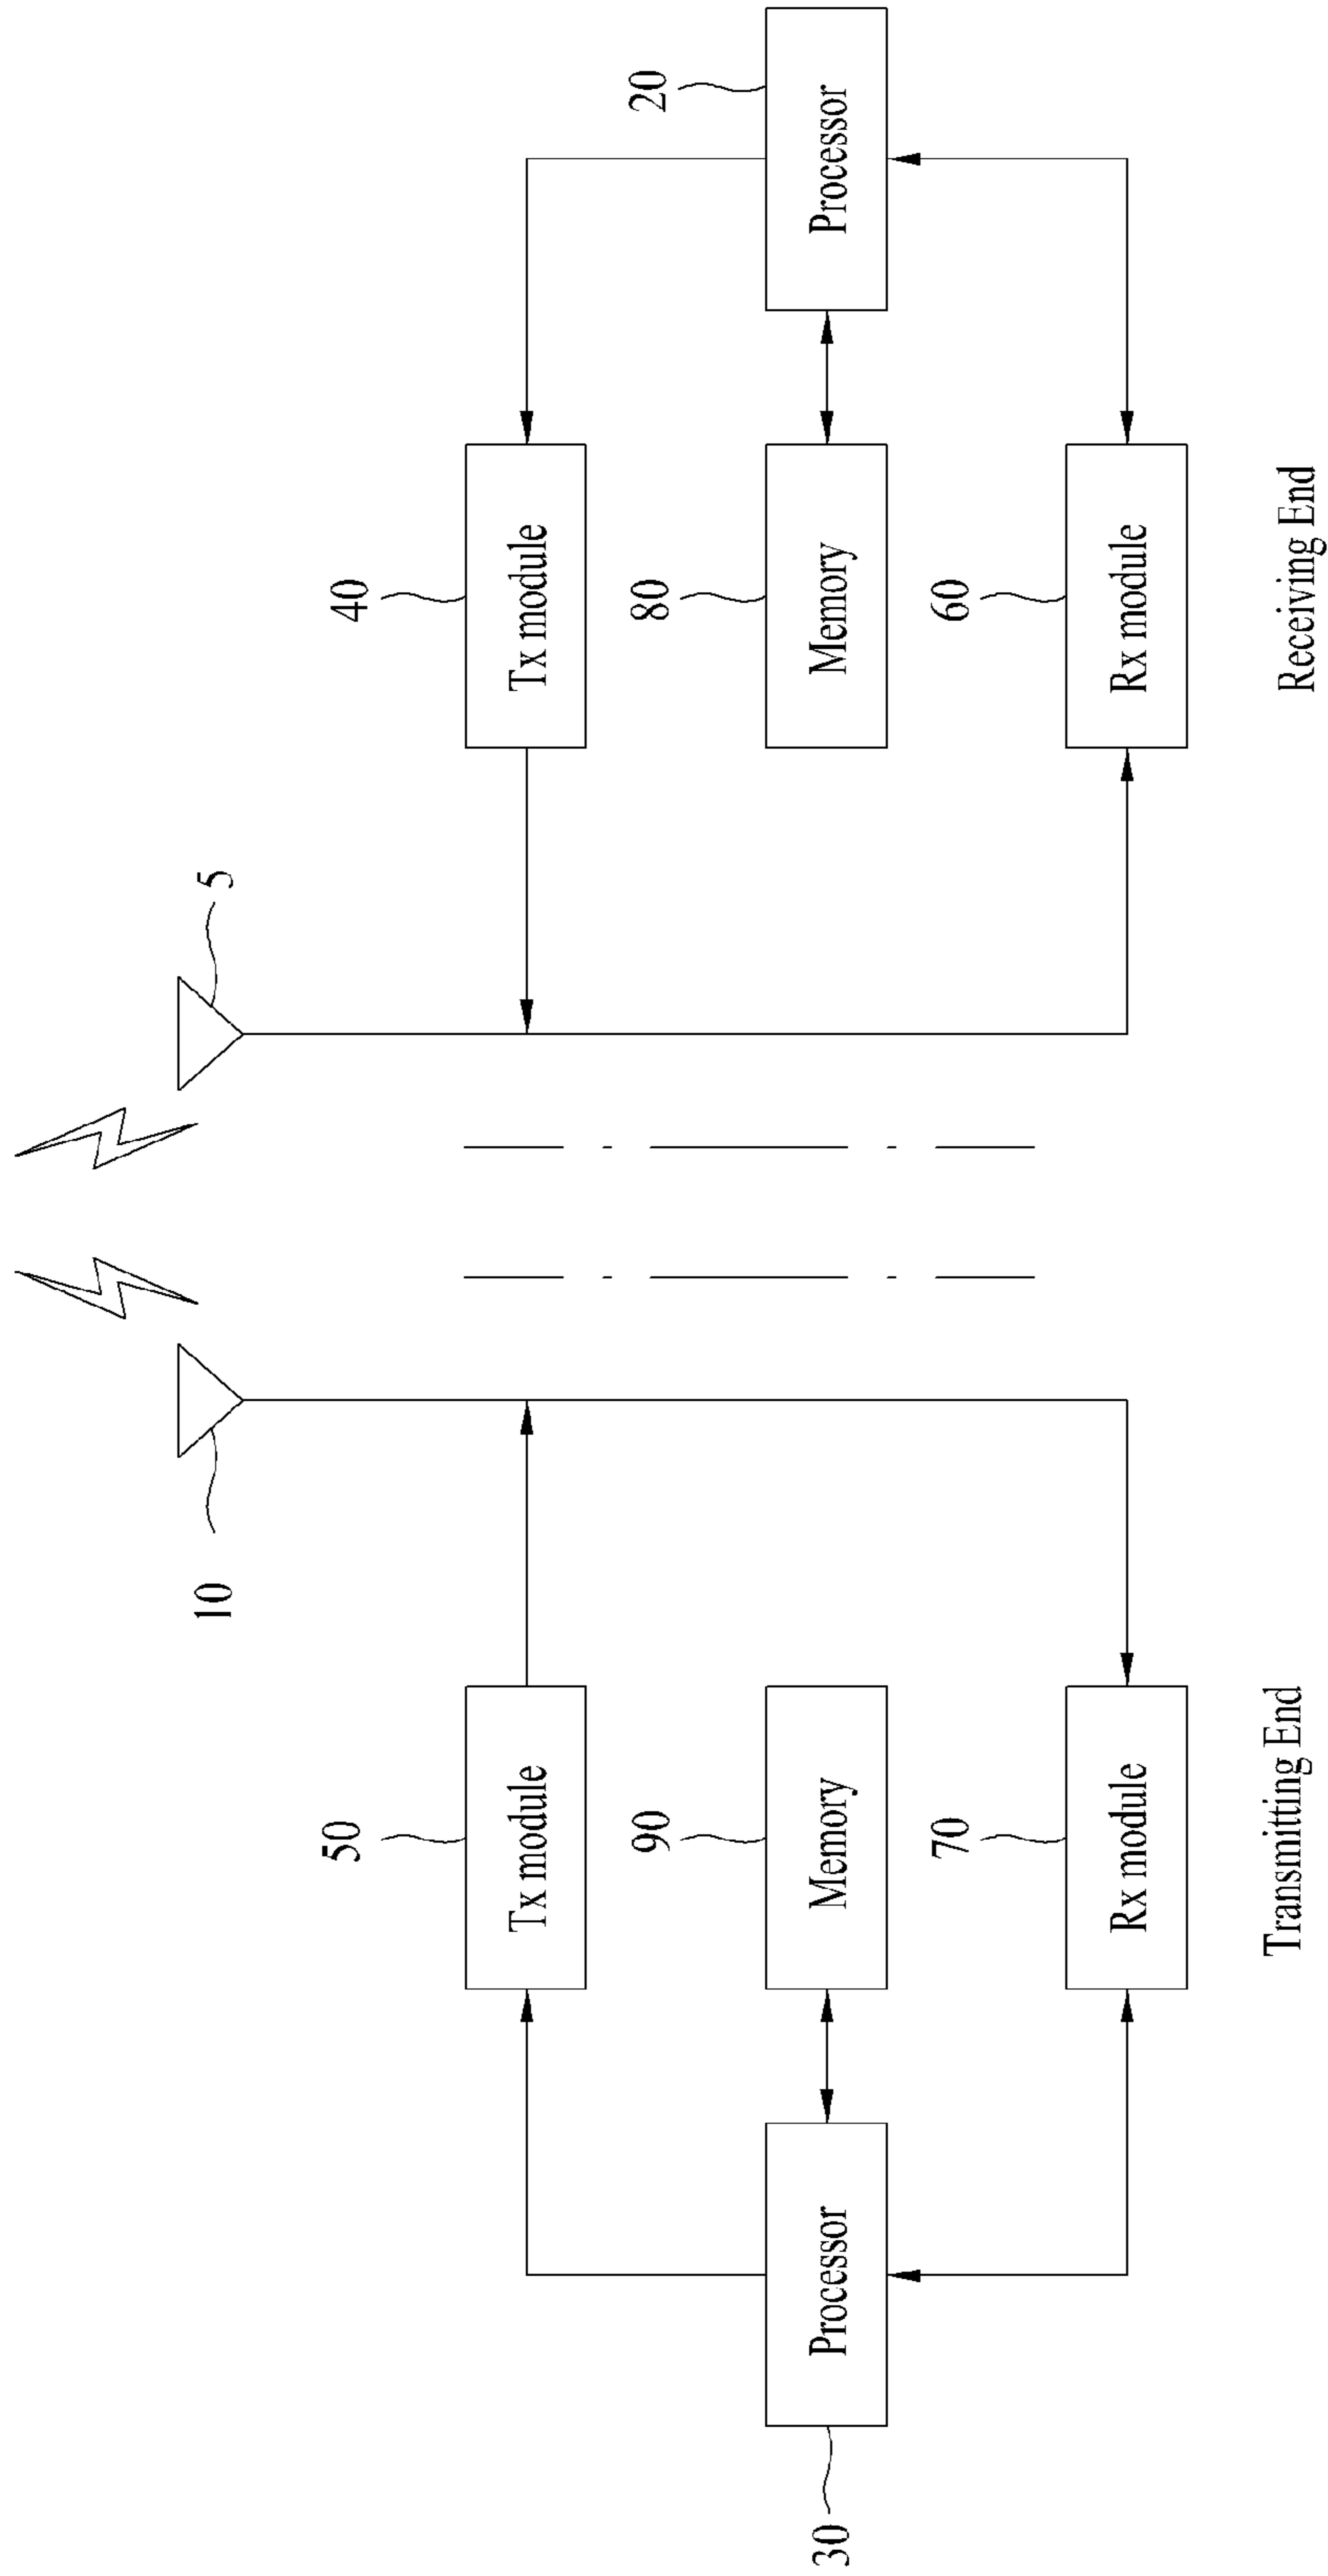 10
5
50
Tx module
40
Tx module
30
Processor
90
Memory
80
Memory
20
Processor
70
Rx module
60
Rx module
Transmitting End
Receiving End